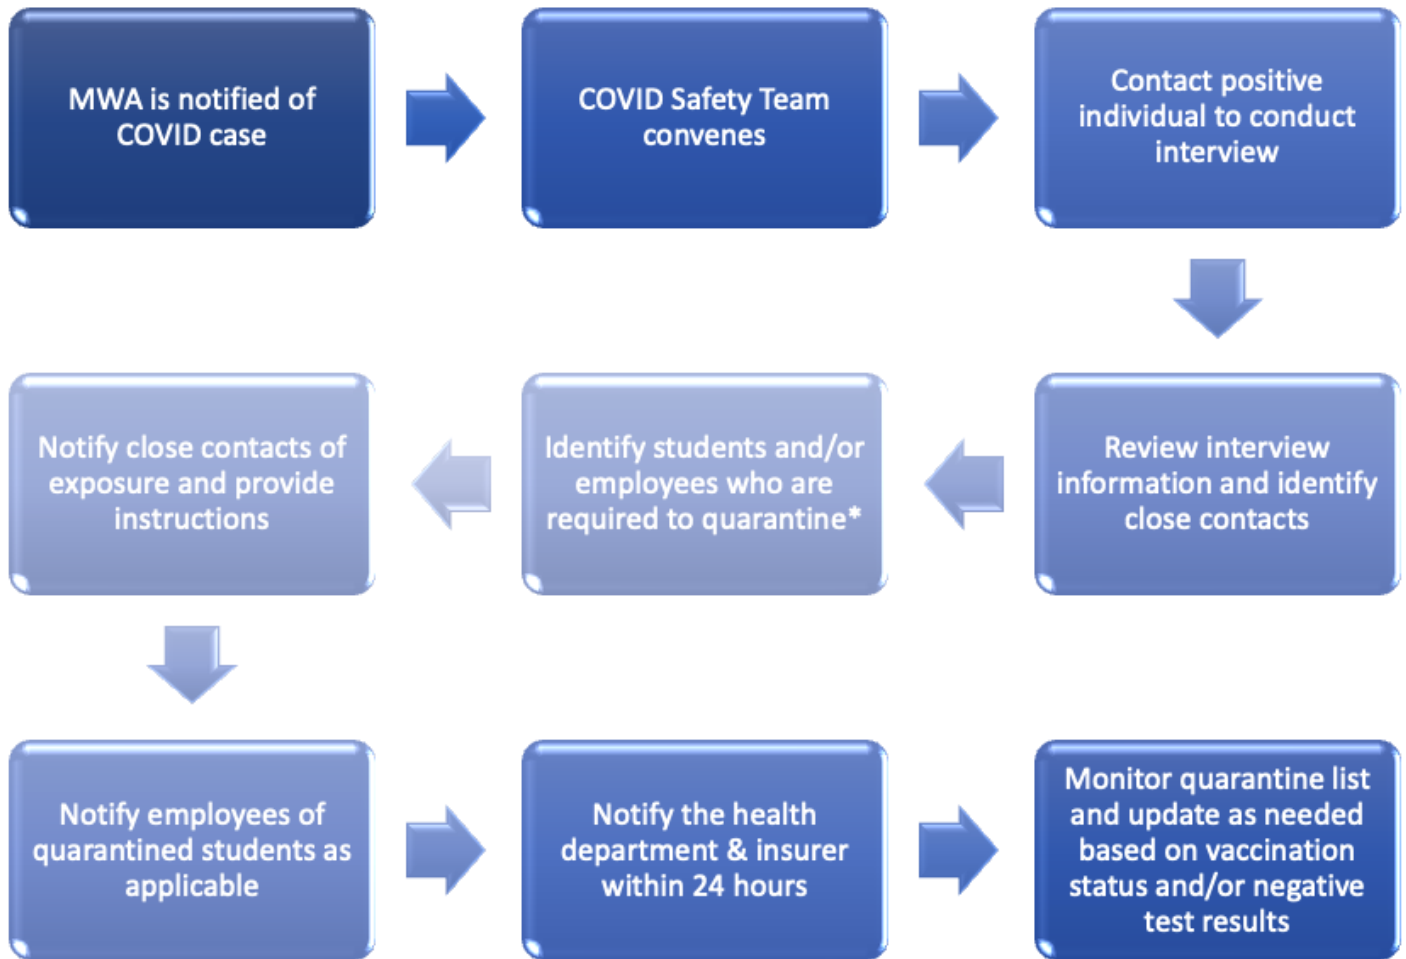 MWA is notified of
COVID case
COVID Safety Team
convenes
Contact positive
individual to conduct
interview
Review interview
information and identify
close contacts
Identify students and/or
employees who are
required to quarantine*
Notify close contacts of
exposure and provide
instructions
Notify employees of
quarantined students as
applicable
Notify the health
department & insurer
within 24 hours
Monitor quarantine list
and update as needed
based on vaccination
status and/or negative
test results